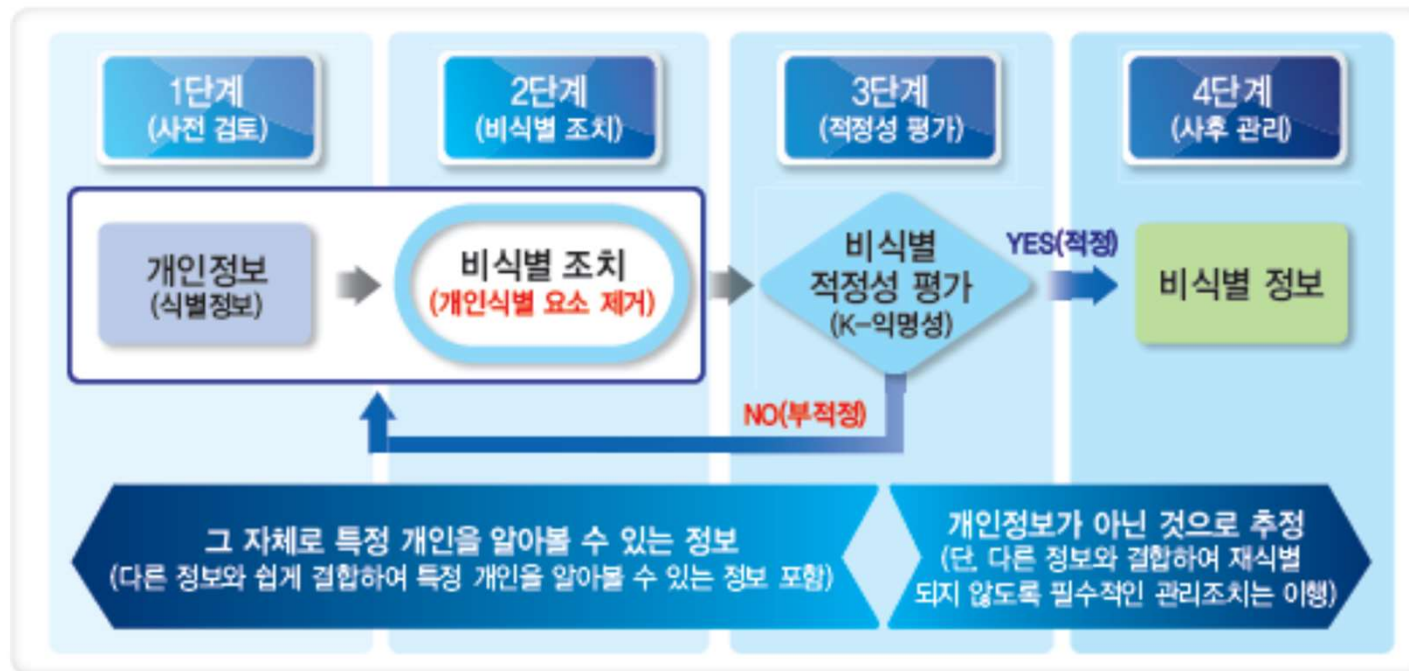 1단계
(사전 검토)
2단계
(비식별 조치)
3단계
(적정성 평가)
4단계
(사후 관리)
개인정보
(식별정보)
비식별 조치
(개인식별 요소 제거)
비식별
적정성 평가
(K-익명성)
YES(적정)
비식별 정보
NO(부적정)
그 자체로 특정 개인을 알아볼 수 있는 정보
(다른 정보와 쉽게 결합하여 특정 개인을 알아볼 수 있는 정보 포함)
개인정보가 아닌 것으로 추정
(단, 다른 정보와 결합하여 재식별
되지 않도록 필수적인 관리조치는 이행)